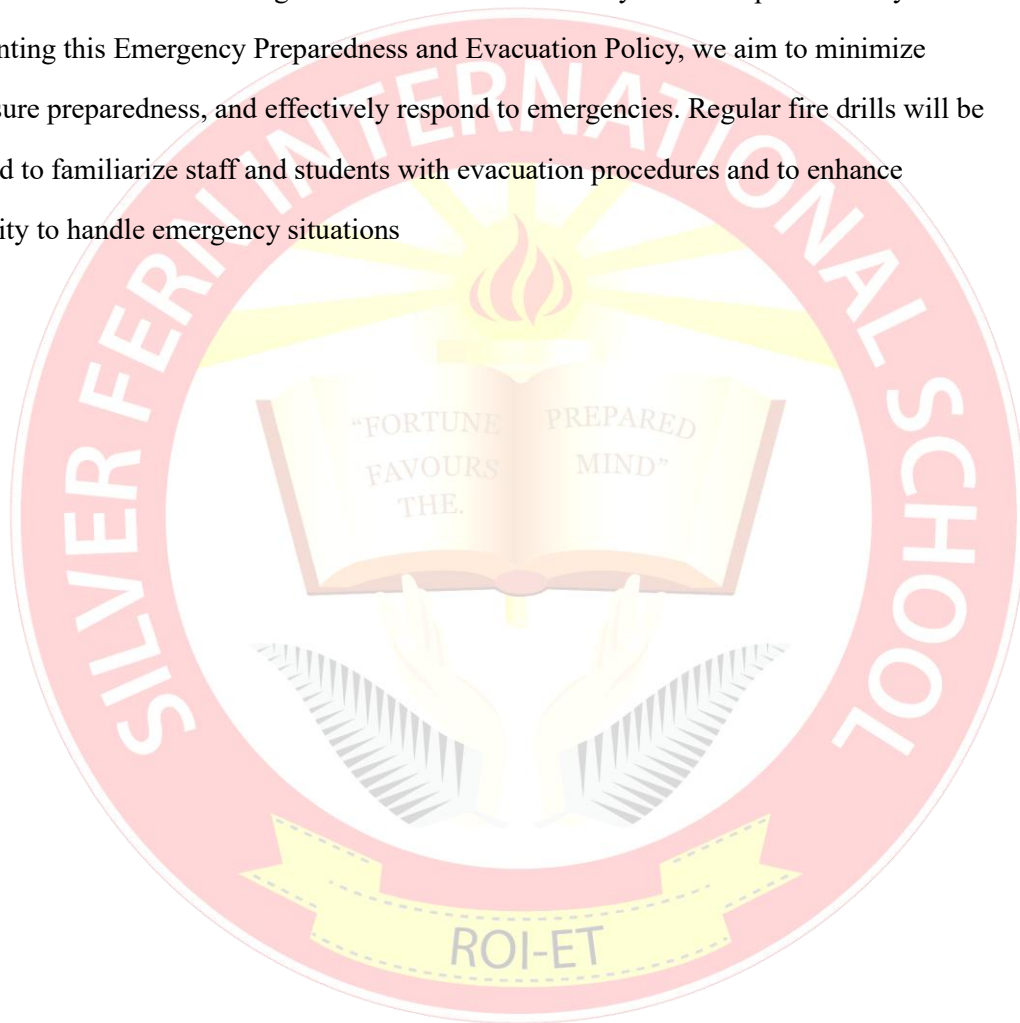 nting this Emergency Preparedness and Evacuation Policy, we aim to minimize
sure preparedness, and effectively respond to emergencies. Regular fire drills will be
d to familiarize staff and students with evacuation procedures and to enhance
ity to handle emergency situations
SILVER FERN INTERNATIONAL SCHOOL
“FORTUNE
FAVOURS
THE.
PREPARED
MIND”
ROI-ET